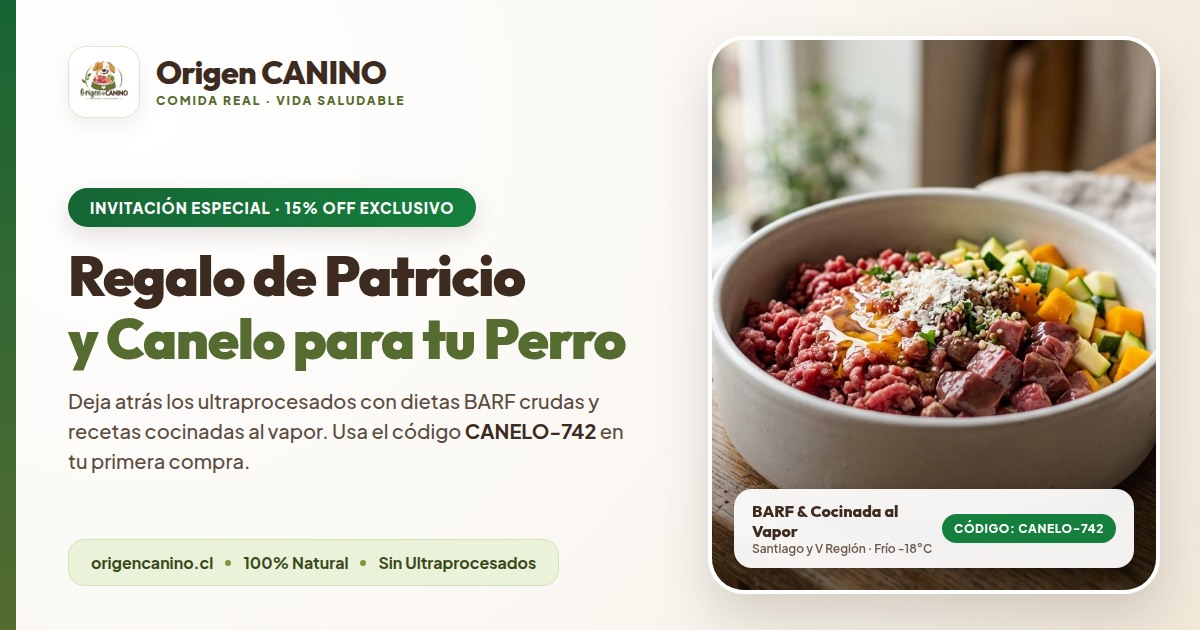 Origen CANINO
Origen CANINO
COMIDA REAL · VIDA SALUDABLE
INVITACIÓN ESPECIAL · 15% OFF EXCLUSIVO
Regalo de Patricio
y Canelo para tu Perro
Deja atrás los ultraprocesados con dietas BARF crudas y
recetas cocinadas al vapor. Usa el código CANELO-742 en
tu primera compra.
origencanino.cl • 100% Natural • Sin Ultraprocesados
BARF & Cocinada al
Vapor
Santiago y V Región · Frío -18°C
CÓDIGO: CANELO-742